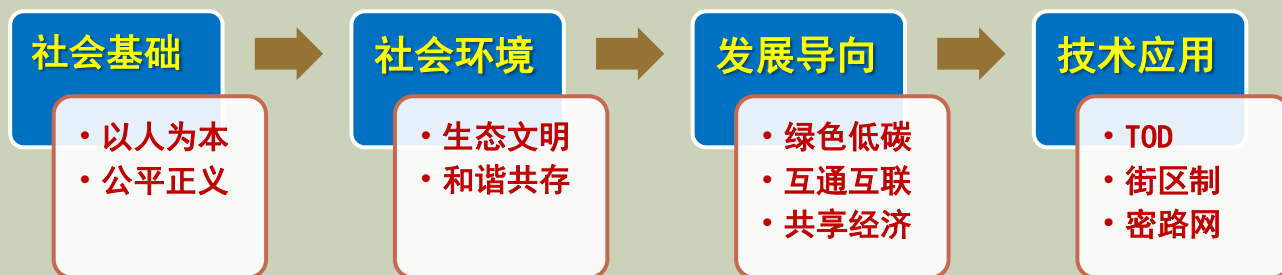 社会基础
• 以人为本
• 公平正义
社会环境
• 生态文明
• 和谐共存
发展导向
• 绿色低碳
• 互通互联
• 共享经济
技术应用
• TOD
• 街区制
• 密路网